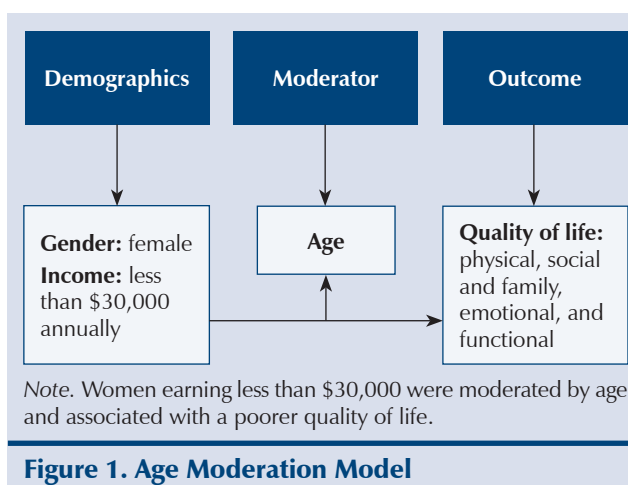 Demographics
Moderator
Outcome
Gender: female
Income: less
than $30,000
annually
Age
Quality of life:
physical, social
and family,
emotional, and
functional
Note. Women earning less than $30,000 were moderated by age
and associated with a poorer quality of life.
Figure 1. Age Moderation Model